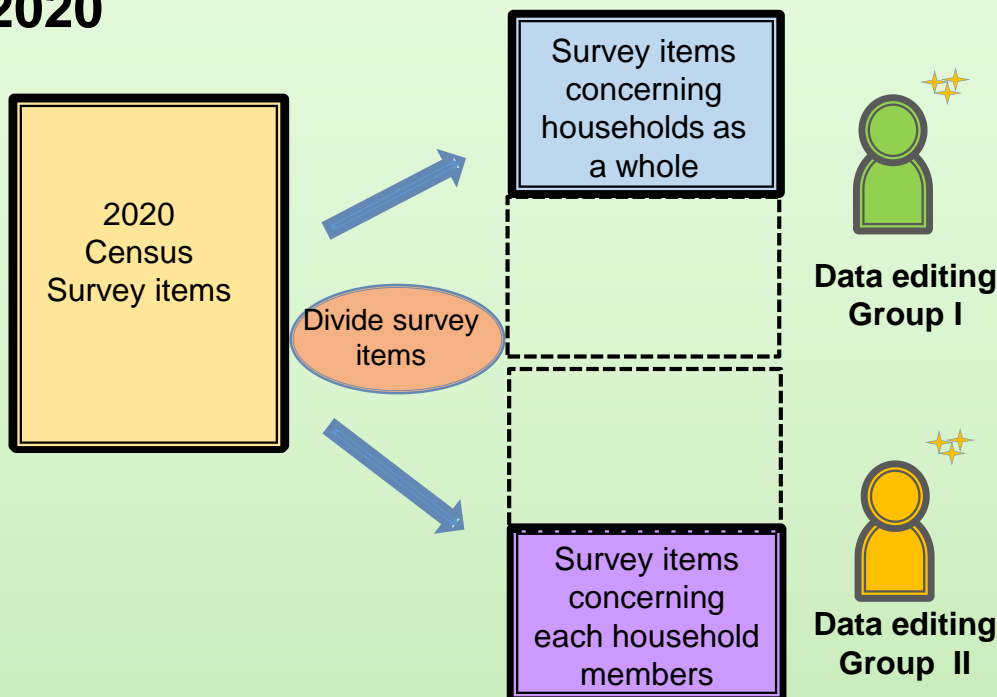 2020
2020
Census
Survey items
Divide survey
items
Survey items
concerning
households as
a whole
Data editing
Group I
Survey items
concerning
each household
members
Data editing
Group II